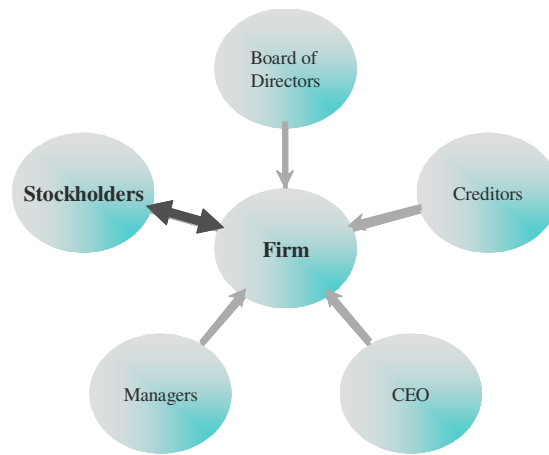 Board of
Directors
Stockholders
Creditors
Firm
Managers
CEO